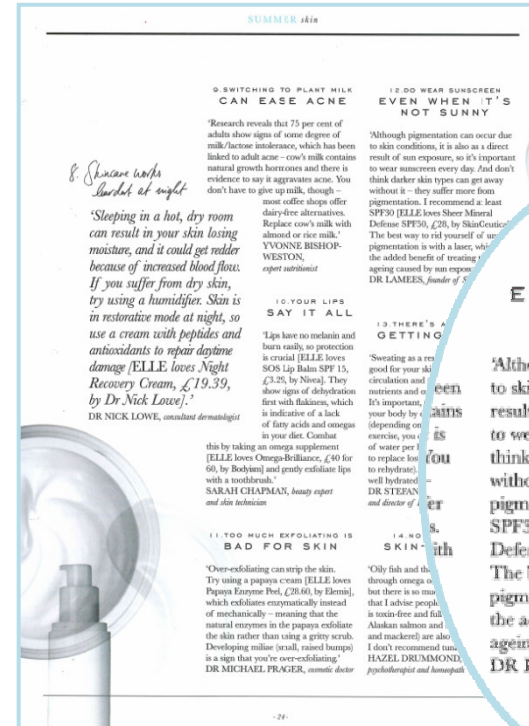 SUMMER skin
8. Skincare works
hardest at night
'Sleeping in a hot, dry room
can result in your skin losing
moisture, and it could get redder
because of increased blood flow.
If you suffer from dry skin,
try using a humidifier. Skin is
in restorative mode at night, so
use a cream with peptides and
antioxidants to repair daytime
damage [ELLE loves Night
Recovery Cream, £19.39,
by Dr Nick Lowe].'
DR NICK LOWE, consultant dermatologist
9.SWITCHING TO PLANT MILK
CAN EASE ACNE
'Research reveals that 75 per cent of
adults show signs of some degree of
milk/lactose intolerance, which has been
linked to adult acne – cow's milk contains
natural growth hormones and there is
evidence to say it aggravates acne. You
don't have to give up milk, though –
most coffee shops offer
dairy-free alternatives.
Replace cow's milk with
almond or rice milk.'
YVONNE BISHOP-
WESTON,
expert nutritionist
10.YOUR LIPS
SAY IT ALL
'Lips have no melanin and
burn easily, so protection
is crucial [ELLE loves
SOS Lip Balm SPF 15,
£3.29, by Nivea]. They
show signs of dehydration
first with flakiness, which
is indicative of a lack
of fatty acids and omegas
in your diet. Combat
this by taking an omega supplement
[ELLE loves Omega-Brilliance, £40 for
60, by Bodyism] and gently exfoliate lips
with a toothbrush.'
SARAH CHAPMAN, beauty expert
and skin technician
11.TOO MUCH EXFOLIATING IS
BAD FOR SKIN
'Over-exfoliating can strip the skin.
Try using a papaya cream [ELLE loves
Papaya Enzyme Peel, £28.60, by Elemis],
which exfoliates enzymatically instead
of mechanically – meaning that the
natural enzymes in the papaya exfoliate
the skin rather than using a gritty scrub.
Developing miliae (small, raised bumps)
is a sign that you're over-exfoliating.'
DR MICHAEL PRAGER, cosmetic doctor
12.DO WEAR SUNSCREEN
EVEN WHEN IT'S
NOT SUNNY
'Although pigmentation can occur due
to skin conditions, it is also as a direct
result of sun exposure, so it's important
to wear sunscreen every day. And don't
think darker skin types can get away
without it – they suffer more from
pigmentation. I recommend a least
SPF30 [ELLE loves Sheer Mineral
Defense SPF50, £28, by SkinCeutica
The best way to rid yourself of
pigmentation is with a laser,
the added benefit of treating
ageing caused by sun
DR LAMEES, founder of
13.THERE'S A
GETTING
'Sweating as a
good for your
circulation and
nutrients and
It's important,
your body by
(depending on
exercise, you
of water per
to replace
to rehydrate).
well hydrated
DR STEFAN
and director of
14.NO
SKIN-
'Oily fish and
through omega
but there is so
that I advise people
is toxin-free and
Alaskan salmon and
and mackerel) are also
I don't recommend
HAZEL DRUMMOND,
psychotherapist and homeopath
-24-
een
ains
is
You
er
s.
ith
E
'Alth
to ski
resul
to we
think
witho
pigm
SPF3
Defe
The
pigm
the a
agein
DR